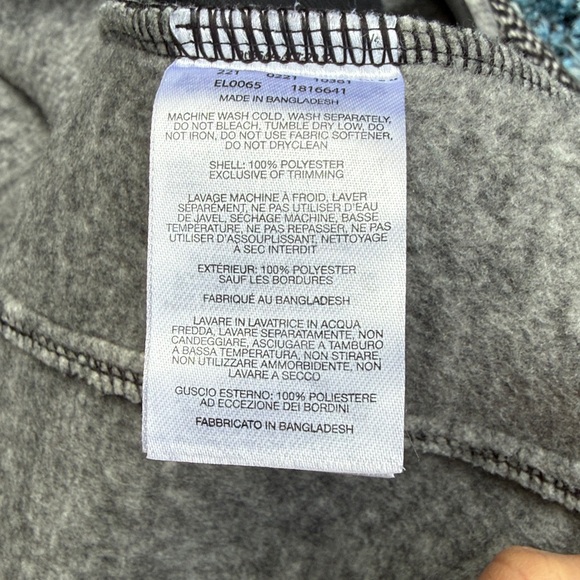 221 0221
EL0065 1816641
MADE IN BANGLADESH
MACHINE WASH COLD, WASH SEPARATELY,
DO NOT BLEACH, TUMBLE DRY LOW, DO
NOT IRON, DO NOT USE FABRIC SOFTENER,
DO NOT DRYCLEAN
SHELL: 100% POLYESTER
EXCLUSIVE OF TRIMMING
LAVAGE MACHINE À FROID, LAVER
SÉPARÉMENT, NE PAS UTILISER D'EAU
DE JAVEL, SÉCHAGE MACHINE, BASSE
TEMPÉRATURE, NE PAS REPASSER, NE PAS
UTILISER D'ASSOUPLISSANT, NETTOYAGE
A SEC INTERDIT
EXTÉRIEUR: 100% POLYESTER
SAUF LES BORDURES
FABRIQUÉ AU BANGLADESH
LAVARE IN LAVATRICE IN ACQUA
FREDDA, LAVARE SEPARATAMENTE, NON
CANDEGGIARE, ASCIUGARE A TAMBURO
A BASSA TEMPERATURA, NON STIRARE,
NON UTILIZZARE AMMORBIDENTE, NON
LAVARE A SECCO
GUSCIO ESTERNO: 100% POLIESTERE
AD ECCEZIONE DEI BORDINI
FABBRICATO IN BANGLADESH